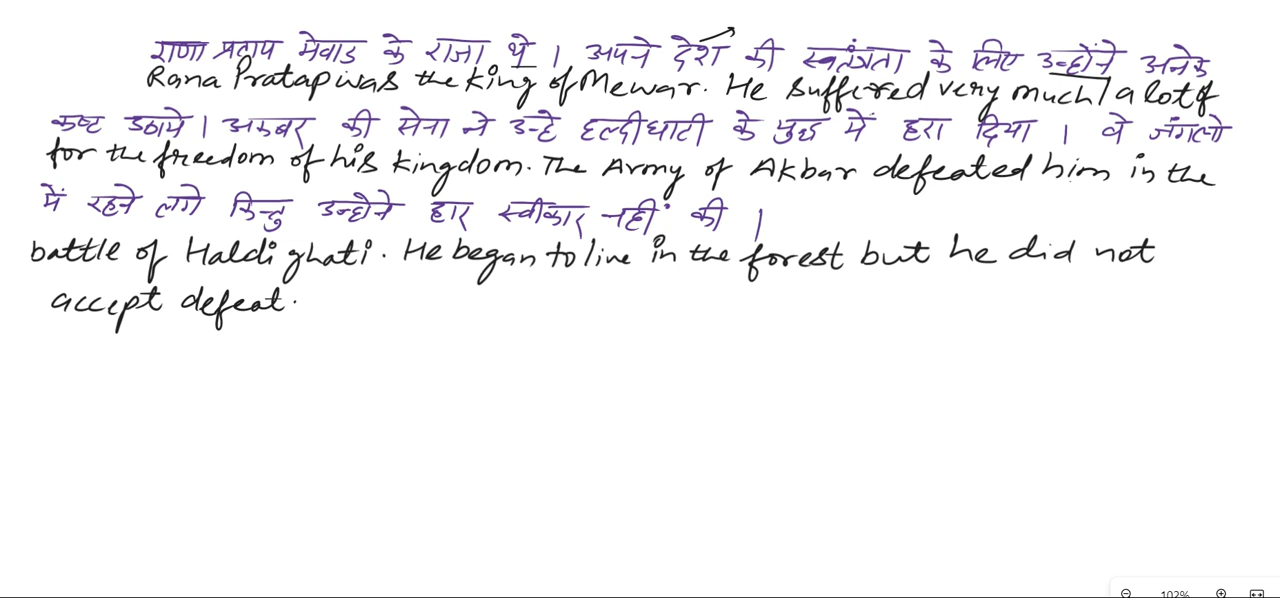 राणा प्रताप मेवाड के राजा थे । अपने देश की स्वतंत्रता के लिए उन्होंने अनेक
Rana Pratap was the king of Mewar. He suffered very much/a lot of
कष्ट उठाये । अकबर की सेना ने उन्हे हल्दीघाटी के युद्ध में हरा दिया । वे जंगलो
for the freedom of his kingdom. The Army of Akbar defeated him in the
में रहने लगे किन्तु उन्होने हार स्वीकार नहीं की ।
battle of Haldi ghati. He began to live in the forest but he did not
accept defeat.
102%